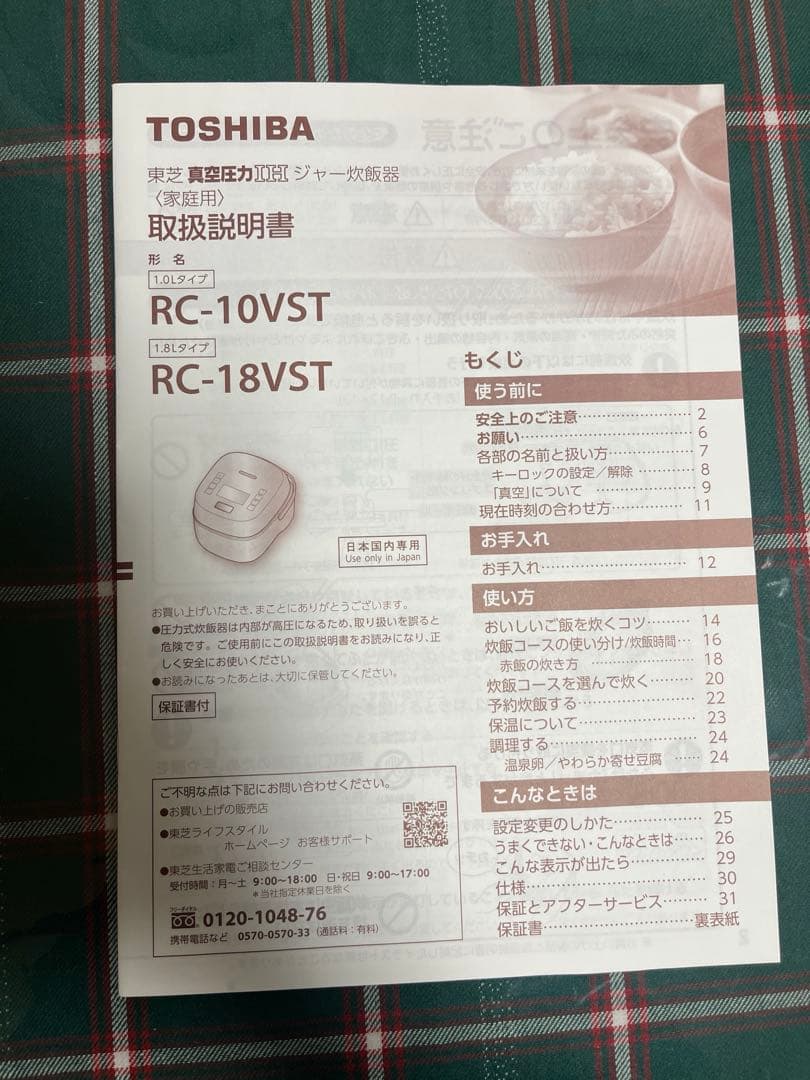 TOSHIBA
東芝 真空圧力IH ジャー炊飯器
〈家庭用〉
取扱説明書
形 名
1.0Lタイプ
RC-10VST
1.8Lタイプ
RC-18VST
日本国内専用
Use only in Japan
お買い上げいただき、まことにありがとうございます。
●圧力式炊飯器は内部が高圧になるため、取り扱いを誤ると
危険です。ご使用前にこの取扱説明書をお読みになり、正
しく安全にお使いください。
●お読みになったあとは、大切に保管してください。
保証書付
ご不明な点は下記にお問い合わせください。
●お買い上げの販売店
●東芝ライフスタイル
ホームページ お客様サポート
●東芝生活家電ご相談センター
受付時間:月〜土 9:00〜18:00 日・祝日 9:00〜17:00
*当社指定休業日を除く
フリーダイヤル
0120-1048-76
携帯電話など 0570-0570-33(通話料:有料)
もくじ
使う前に
安全上のご注意 2
お願い 6
各部の名前と扱い方 7
キーロックの設定/解除 8
「真空」について 9
現在時刻の合わせ方 11
お手入れ
お手入れ 12
使い方
おいしいご飯を炊くコツ 14
炊飯コースの使い分け/炊飯時間 16
赤飯の炊き方 18
炊飯コースを選んで炊く 20
予約炊飯する 22
保温について 23
調理する 24
温泉卵/やわらか寄せ豆腐 24
こんなときは
設定変更のしかた 25
うまくできない・こんなときは 26
こんな表示が出たら 29
仕様 30
保証とアフターサービス 31
保証書 裏表紙